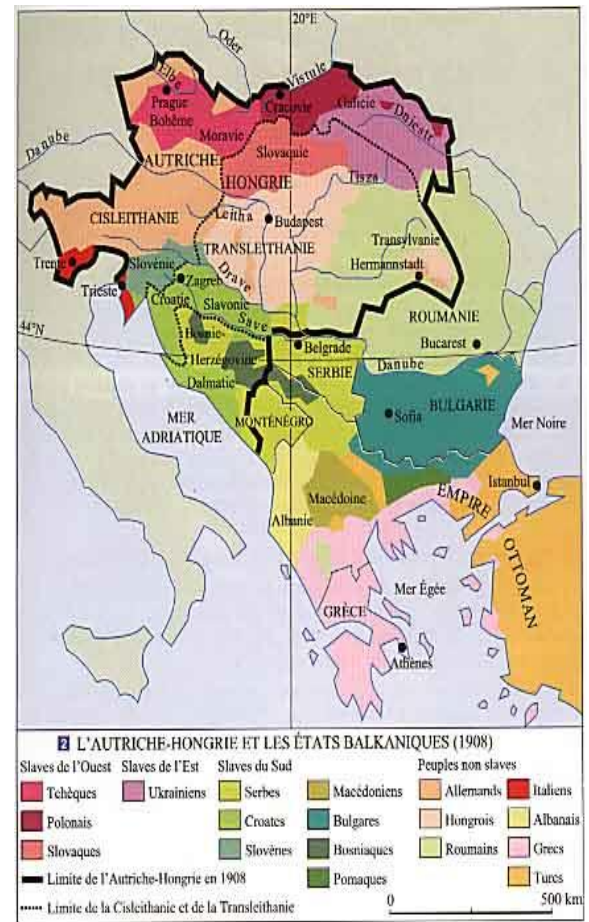 20°E
Oder
Elbe
Vistule
Prague
Cracovie
Galicie
Bohême
Dniestr
Moravie
Danube
Slovaquie
AUTRICHE
HONGRIE
Tisza
CISLEITHANIE
Leitha
Budapest
TRANSLEITHANIE
Transylvanie
Trente
Slovénie
Drave
Hermannstadt
Zagreb
Trieste
Croatie
Slavonie
ROUMANIE
44°N
Save
Bosnie-
Belgrade
Bucarest
Herzégovine
SERBIE
Danube
Dalmatie
BULGARIE
MER
ADRIATIQUE
MONTÉNÉGRO
Sofia
Mer Noire
Istanbul
Macédoine
EMPIRE
Albanie
OTTOMAN
Mer Égée
GRÈCE
Athènes
2 L'AUTRICHE-HONGRIE ET LES ÉTATS BALKANIQUES (1908)
Slaves de l'Ouest Slaves de l'Est Slaves du Sud Peuples non slaves
Tchèques Ukrainiens Serbes Macédoniens Allemands Italiens
Polonais Croates Bulgares Hongrois Albanais
Slovaques Slovènes Bosniaques Roumains Grecs
Limite de l'Autriche-Hongrie en 1908 Pomaques Turcs
Limite de la Cisleithanie et de la Transleithanie 0 500 km